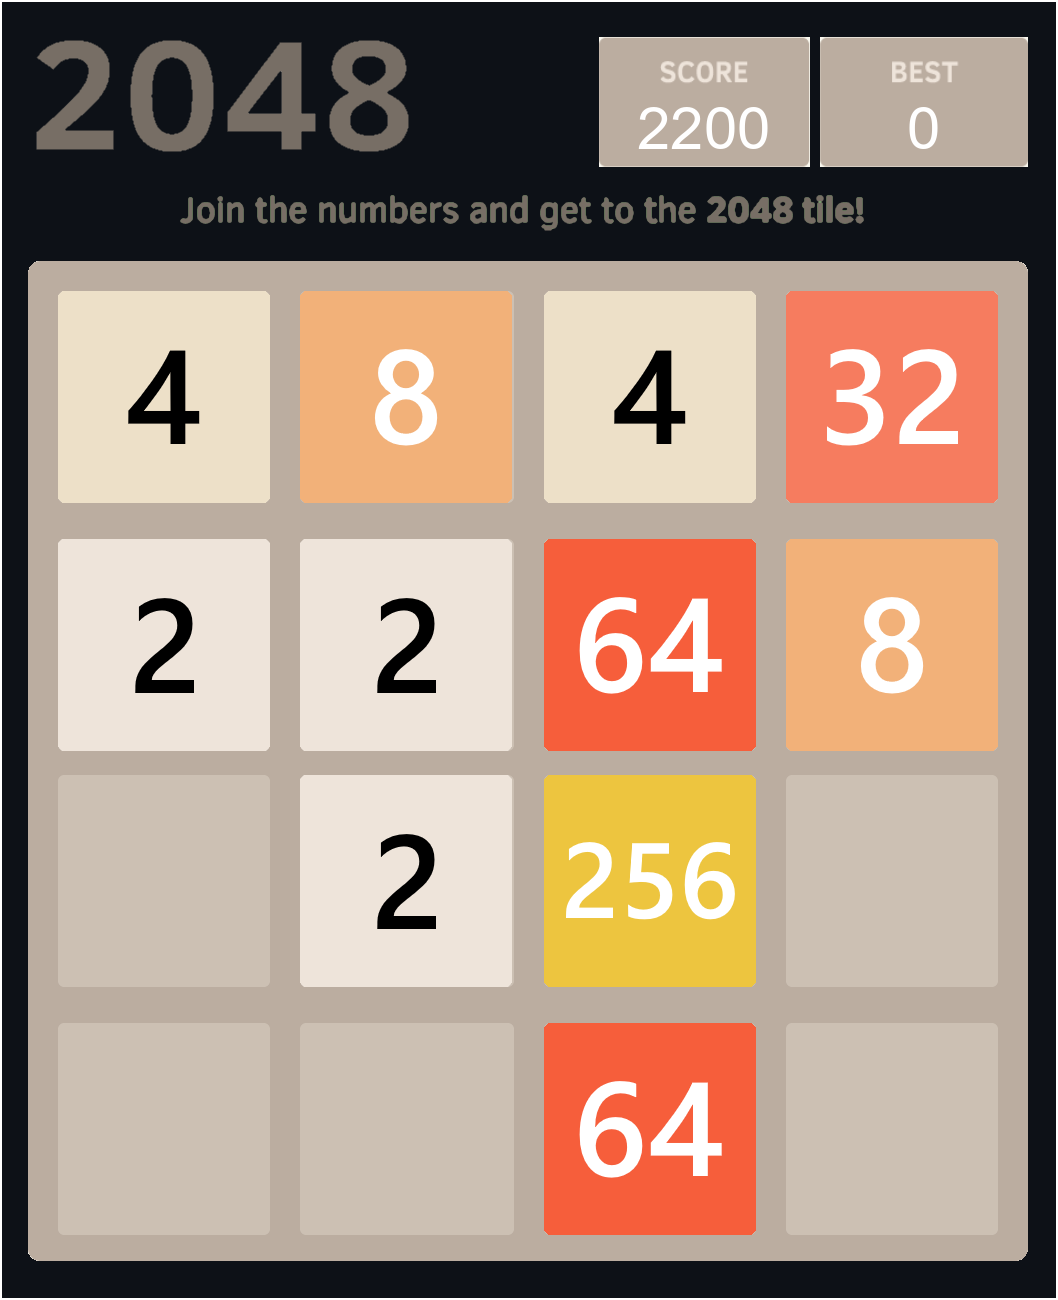 2048
SCORE BEST
2200 0
Join the numbers and get to the 2048 tile!
4 8 4 32
2 2 64 8
2 256
64